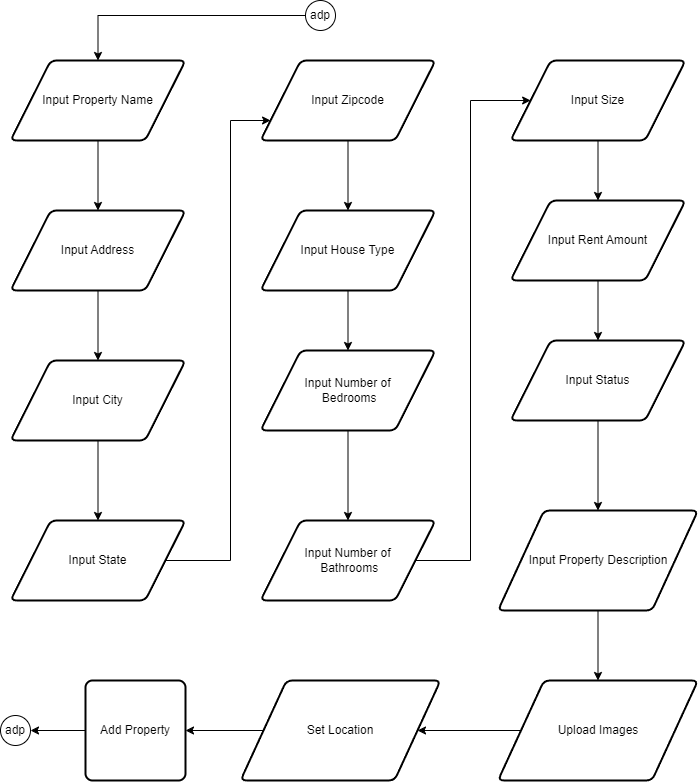 adp
Input Property Name
Input Address
Input City
Input State
Input Zipcode
Input House Type
Input Number of
Bedrooms
Input Number of
Bathrooms
Input Size
Input Rent Amount
Input Status
Input Property Description
Upload Images
Set Location
Add Property
adp